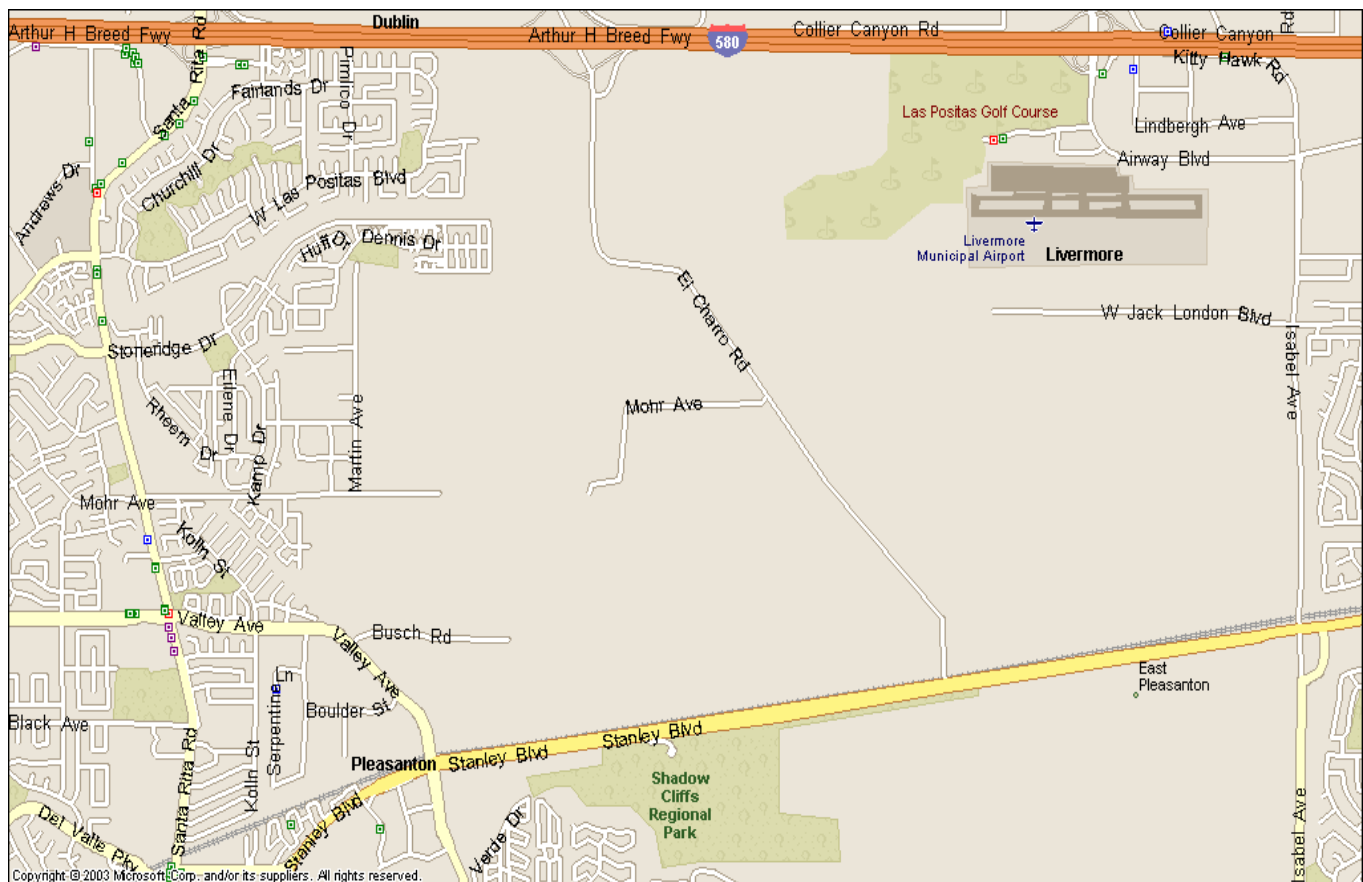 Dublin
Arthur H Breed Fwy
Arthur H Breed Fwy
580
Collier Canyon Rd
Collier Canyon Rd
Kitty Hawk Rd
Santa Rita Rd
Fairlands Dr
Pimlico Dr
Las Positas Golf Course
Lindbergh Ave
Airway Blvd
Andrews Dr
Churchill Dr
W Las Positas Blvd
Huff Dr
Dennis Dr
Livermore
Municipal Airport
Livermore
El Charro Rd
W Jack London Blvd
Isabel Ave
Stoneridge Dr
Eilene Dr
Rheem Dr
Kamp Dr
Martin Ave
Mohr Ave
Mohr Ave
Kolln St
Valley Ave
Busch Rd
Valley Ave
East
Pleasanton
Serpentine Ln
Boulder St
Black Ave
Santa Rita Rd
Kolln St
Pleasanton
Stanley Blvd
Stanley Blvd
Shadow
Cliffs
Regional
Park
Stanley Blvd
Del Valle Pky
Verde Dr
Isabel Ave
Copyright © 2003 Microsoft Corp. and/or its suppliers. All rights reserved.